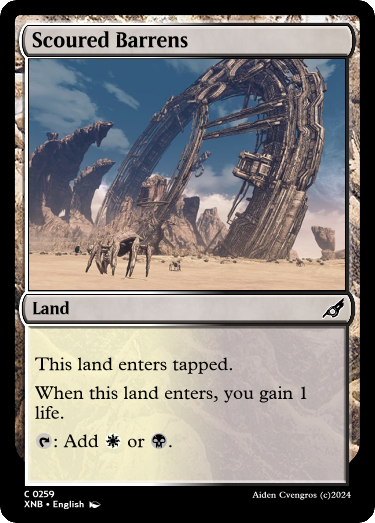 Scoured Barrens
Land
This land enters tapped.
When this land enters, you gain 1
life.
: Add or .
C 0259
XNB • English
Aiden Cvengros (c)2024